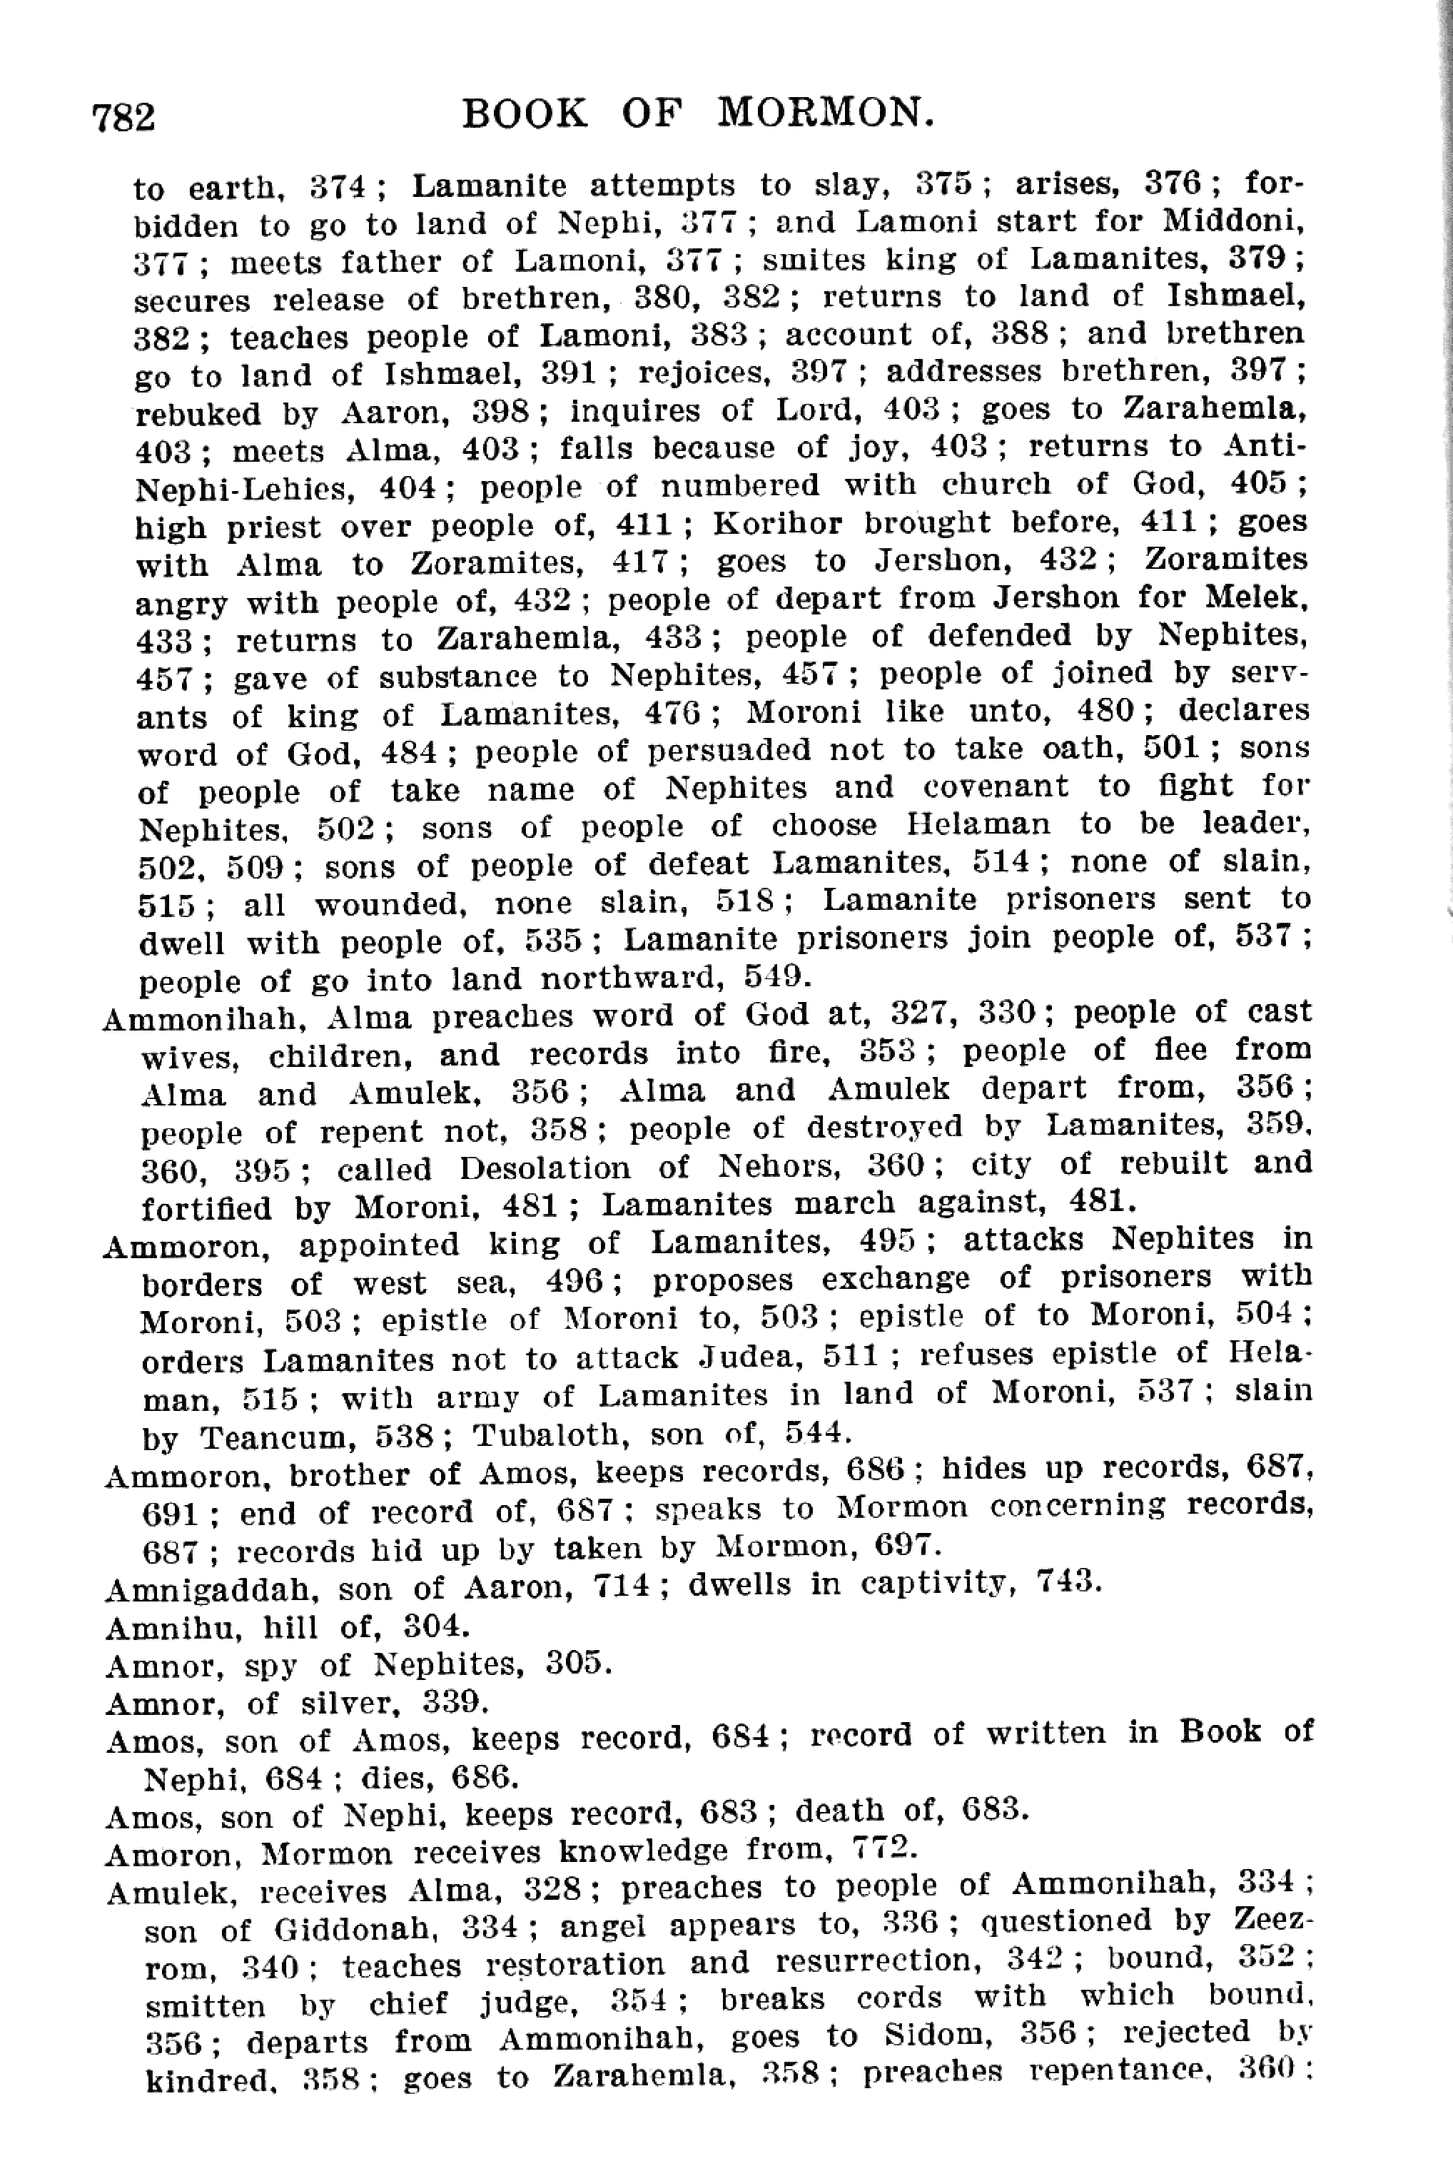 782 BOOK OF MORMON.
to earth, 374; Lamanite attempts to slay, 375; arises, 376; for-
bidden to go to land of Nephi, 377; and Lamoni start for Middoni,
377; meets father of Lamoni, 377; smites king of Lamanites, 379;
secures release of brethren, 380, 382; returns to land of Ishmael,
382; teaches people of Lamoni, 383; account of, 388; and brethren
go to land of Ishmael, 391; rejoices, 397; addresses brethren, 397;
rebuked by Aaron, 398; inquires of Lord, 403; goes to Zarahemla,
403; meets Alma, 403; falls because of joy, 403; returns to Anti-
Nephi-Lehies, 404; people of numbered with church of God, 405;
high priest over people of, 411; Korihor brought before, 411; goes
with Alma to Zoramites, 417; goes to Jershon, 432; Zoramites
angry with people of, 432; people of depart from Jershon for Melek,
433; returns to Zarahemla, 433; people of defended by Nephites,
457; gave of substance to Nephites, 457; people of joined by serv-
ants of king of Lamanites, 476; Moroni like unto, 480; declares
word of God, 484; people of persuaded not to take oath, 501; sons
of people of take name of Nephites and covenant to fight for
Nephites, 502; sons of people of choose Helaman to be leader,
502, 509; sons of people of defeat Lamanites, 514; none of slain,
515; all wounded, none slain, 518; Lamanite prisoners sent to
dwell with people of, 535; Lamanite prisoners join people of, 537;
people of go into land northward, 549.
Ammonihah, Alma preaches word of God at, 327, 330; people of cast
wives, children, and records into fire, 353; people of flee from
Alma and Amulek, 356; Alma and Amulek depart from, 356;
people of repent not, 358; people of destroyed by Lamanites, 359,
360, 395; called Desolation of Nehors, 360; city of rebuilt and
fortified by Moroni, 481; Lamanites march against, 481.
Ammoron, appointed king of Lamanites, 495; attacks Nephites in
borders of west sea, 496; proposes exchange of prisoners with
Moroni, 503; epistle of Moroni to, 503; epistle of to Moroni, 504;
orders Lamanites not to attack Judea, 511; refuses epistle of Hela-
man, 515; with army of Lamanites in land of Moroni, 537; slain
by Teancum, 538; Tubaloth, son of, 544.
Ammoron, brother of Amos, keeps records, 686; hides up records, 687,
691; end of record of, 687; speaks to Mormon concerning records,
687; records hid up by taken by Mormon, 697.
Amnigaddah, son of Aaron, 714; dwells in captivity, 743.
Amnihu, hill of, 304.
Amnor, spy of Nephites, 305.
Amnor, of silver, 339.
Amos, son of Amos, keeps record, 684; record of written in Book of
Nephi, 684; dies, 686.
Amos, son of Nephi, keeps record, 683; death of, 683.
Amoron, Mormon receives knowledge from, 772.
Amulek, receives Alma, 328; preaches to people of Ammonihah, 334;
son of Giddonah, 334; angel appears to, 336; questioned by Zeez-
rom, 340; teaches restoration and resurrection, 342; bound, 352;
smitten by chief judge, 354; breaks cords with which bound,
356; departs from Ammonihah, goes to Sidom, 356; rejected by
kindred, 358; goes to Zarahemla, 358; preaches repentance, 360;